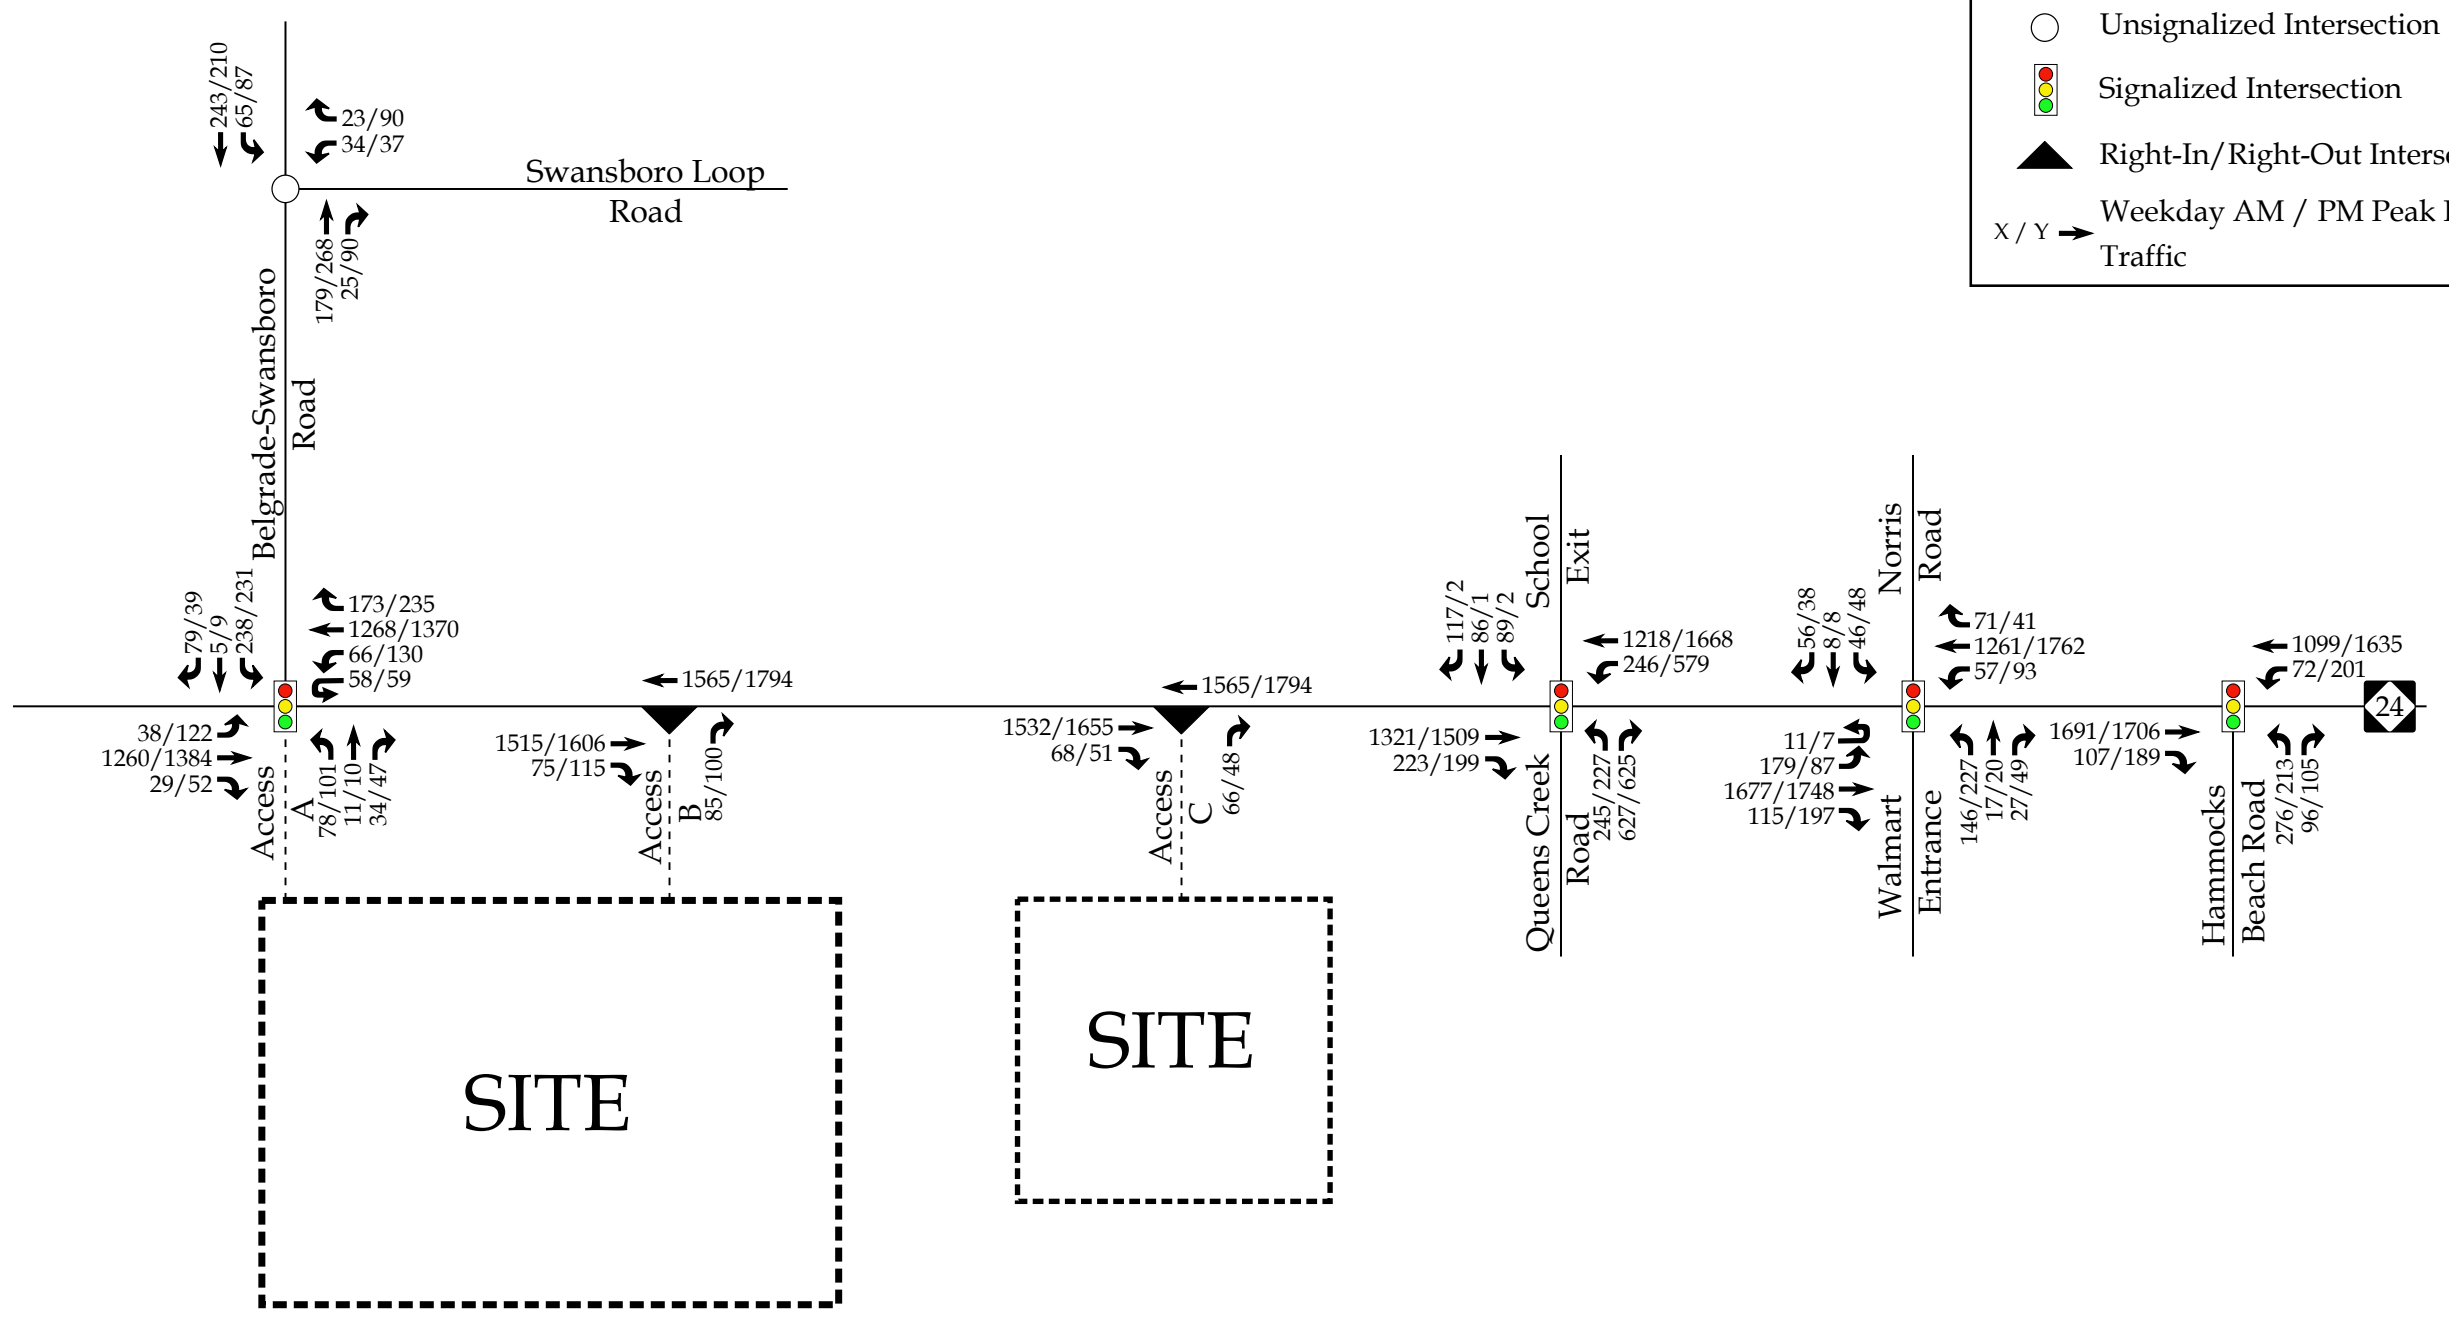 Unsignalized Intersection
Signalized Intersection
Right-In/Right-Out
Weekday AM / PM Peak
X / Y
Traffic
243/210
65/87
23/90
34/37
Swansboro Loop
Road
179/268
25/90
Belgrade-Swansboro
Road
79/39
5/9
238/231
173/235
1268/1370
66/130
58/59
38/122
1260/1384
29/52
Access
A
78/101
11/10
34/47
1565/1794
1515/1606
75/115
Access
B
85/100
1565/1794
1532/1655
68/51
Access
C
66/48
School
Exit
117/2
86/1
89/2
1218/1668
246/579
1321/1509
223/199
Queens Creek
Road
245/227
627/625
Norris
Road
56/38
8/8
46/48
71/41
1261/1762
57/93
11/7
179/87
1677/1748
115/197
Walmart
Entrance
146/227
17/20
27/49
1099/1635
72/201
24
1691/1706
107/189
Hammocks
Beach Road
276/213
96/105
SITE
SITE